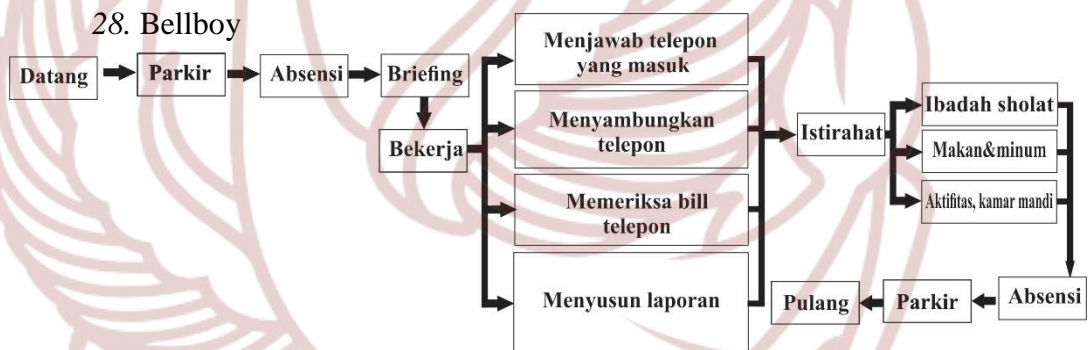 28. Bellboy
Datang
Parkir
Absensi
Briefing
Bekerja
Menjawab telepon
yang masuk
Menyambungkan
telepon
Memeriksa bill
telepon
Menyusun laporan
Istirahat
Ibadah sholat
Makan&minum
Aktifitas, kamar mandi
Absensi
Parkir
Pulang